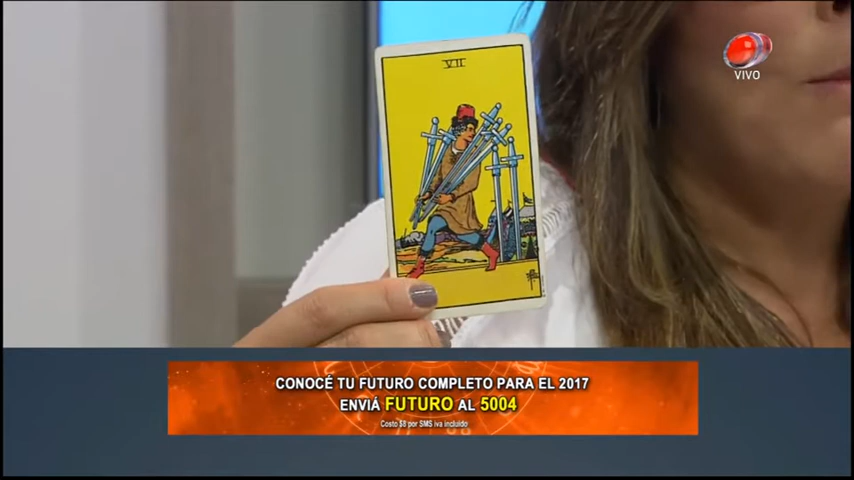 VII
VIVO
CONOCÉ TU FUTURO COMPLETO PARA EL 2017
ENVIÁ FUTURO AL 5004
Costo $8 por SMS iva incluido